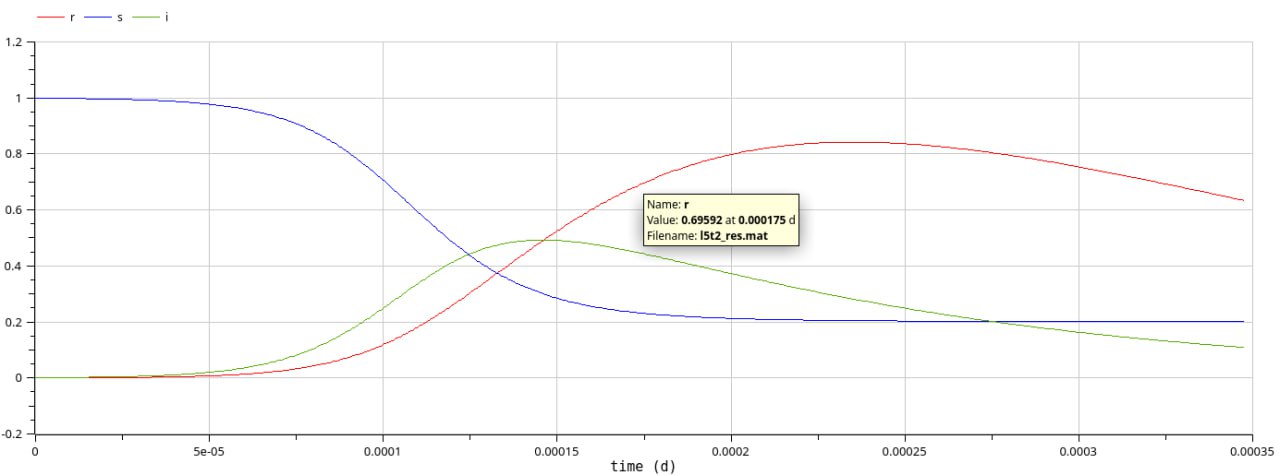 r s i
1.2
1
0.8
0.6
0.4
0.2
0
-0.2
Name: r
Value: 0.69592 at 0.000175 d
Filename: l5t2_res.mat
0 5e-05 0.0001 0.00015 0.0002 0.00025 0.0003 0.00035
time (d)